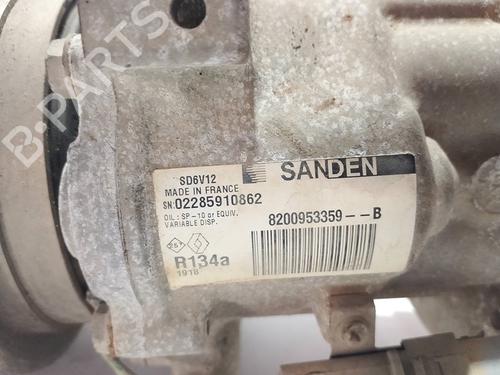 B-PARTS
SANDEN
SD6V12
MADE IN FRANCE
SN:02285910862
OIL : SP-10 or EQUIV.
VARIABLE DISP.
8200953359--B
R134a
1918